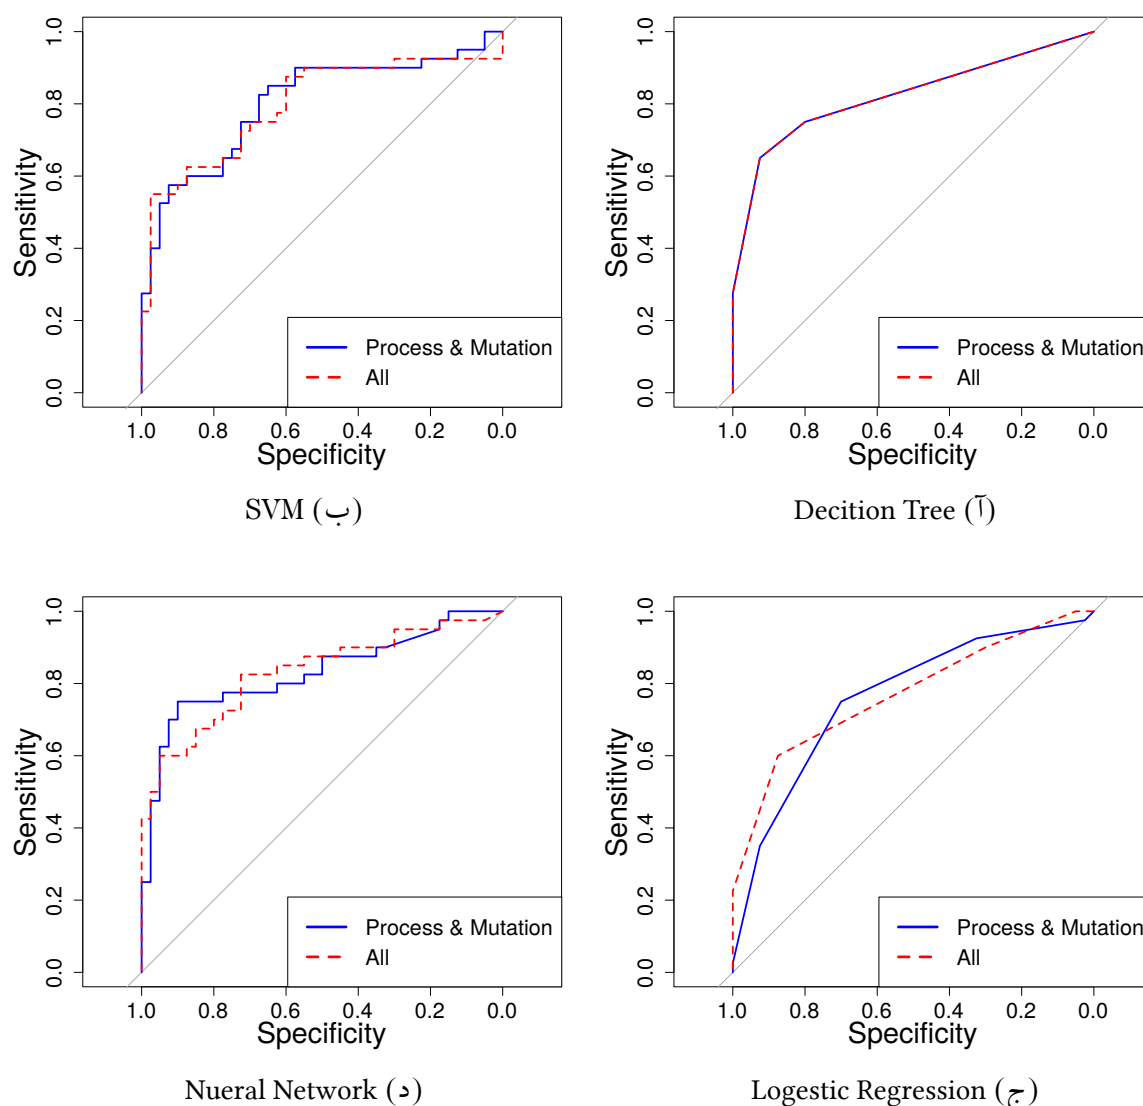 1.0
0.8
0.6
0.4
0.2
0.0
Sensitivity
Process & Mutation
All
1.0 0.8 0.6 0.4 0.2 0.0
Specificity
SVM (ب)
1.0
0.8
0.6
0.4
0.2
0.0
Sensitivity
Process & Mutation
All
1.0 0.8 0.6 0.4 0.2 0.0
Specificity
Decition Tree (آ)
1.0
0.8
0.6
0.4
0.2
0.0
Sensitivity
Process & Mutation
All
1.0 0.8 0.6 0.4 0.2 0.0
Specificity
Nueral Network (د)
1.0
0.8
0.6
0.4
0.2
0.0
Sensitivity
Process & Mutation
All
1.0 0.8 0.6 0.4 0.2 0.0
Specificity
Logestic Regression (ج)